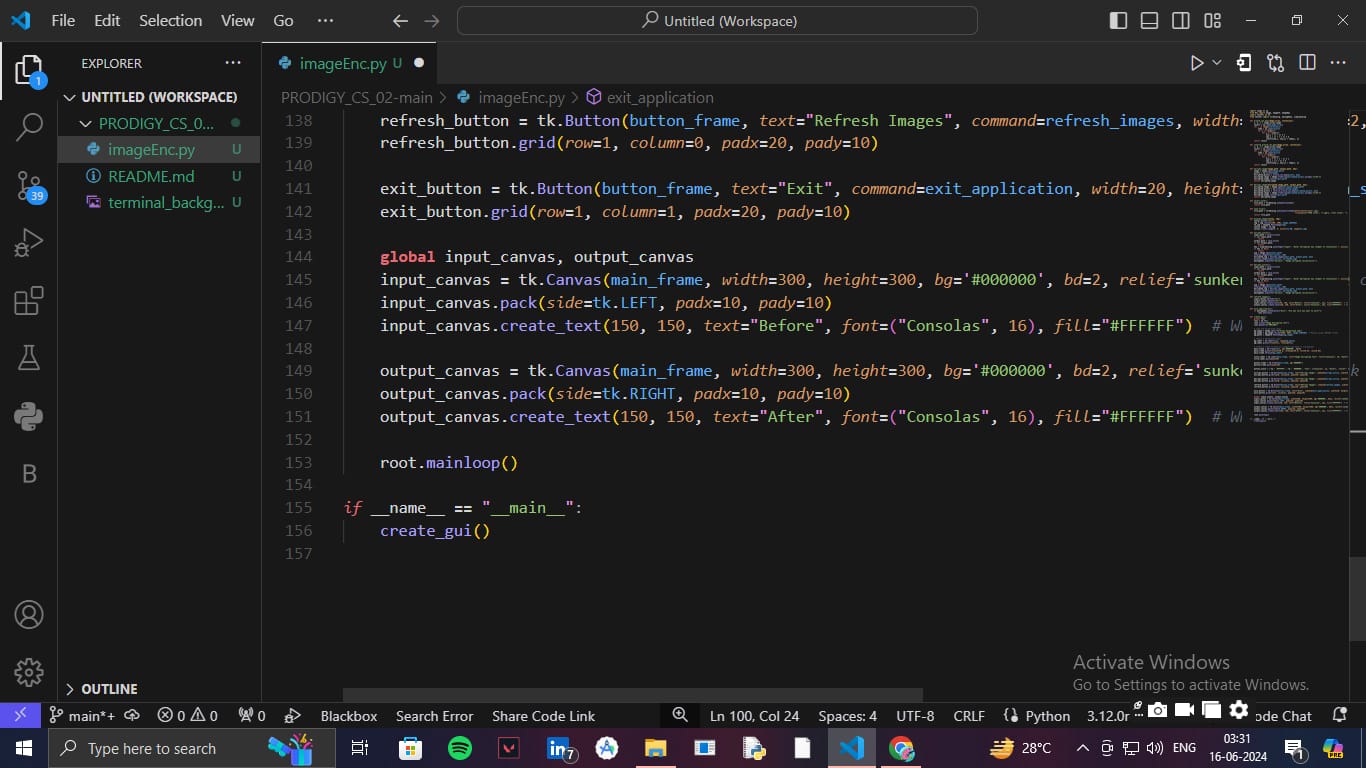 File Edit Selection View Go ··· Untitled (Workspace)
EXPLORER ···
imageEnc.py U
UNTITLED (WORKSPACE)
PRODIGY_CS_0...
imageEnc.py U
README.md U
terminal_backg... U
OUTLINE
1
39
B
PRODIGY_CS_02-main > imageEnc.py > exit_application
138 refresh_button = tk.Button(button_frame, text="Refresh Images", command=refresh_images, width=
139 refresh_button.grid(row=1, column=0, padx=20, pady=10)
140
141 exit_button = tk.Button(button_frame, text="Exit", command=exit_application, width=20, height=
142 exit_button.grid(row=1, column=1, padx=20, pady=10)
143
144 global input_canvas, output_canvas
145 input_canvas = tk.Canvas(main_frame, width=300, height=300, bg='#000000', bd=2, relief='sunken
146 input_canvas.pack(side=tk.LEFT, padx=10, pady=10)
147 input_canvas.create_text(150, 150, text="Before", font=("Consolas", 16), fill="#FFFFFF") # Wh
148
149 output_canvas = tk.Canvas(main_frame, width=300, height=300, bg='#000000', bd=2, relief='sunke
150 output_canvas.pack(side=tk.RIGHT, padx=10, pady=10)
151 output_canvas.create_text(150, 150, text="After", font=("Consolas", 16), fill="#FFFFFF") # Wh
152
153 root.mainloop()
154
155 if __name__ == "__main__":
156 create_gui()
157
Activate Windows
Go to Settings to activate Windows.
main*+ 0 0 0 Blackbox Search Error Share Code Link Ln 100, Col 24 Spaces: 4 UTF-8 CRLF Python 3.12.0r ode Chat
Type here to search 7 28°C ENG 03:31 1
16-06-2024